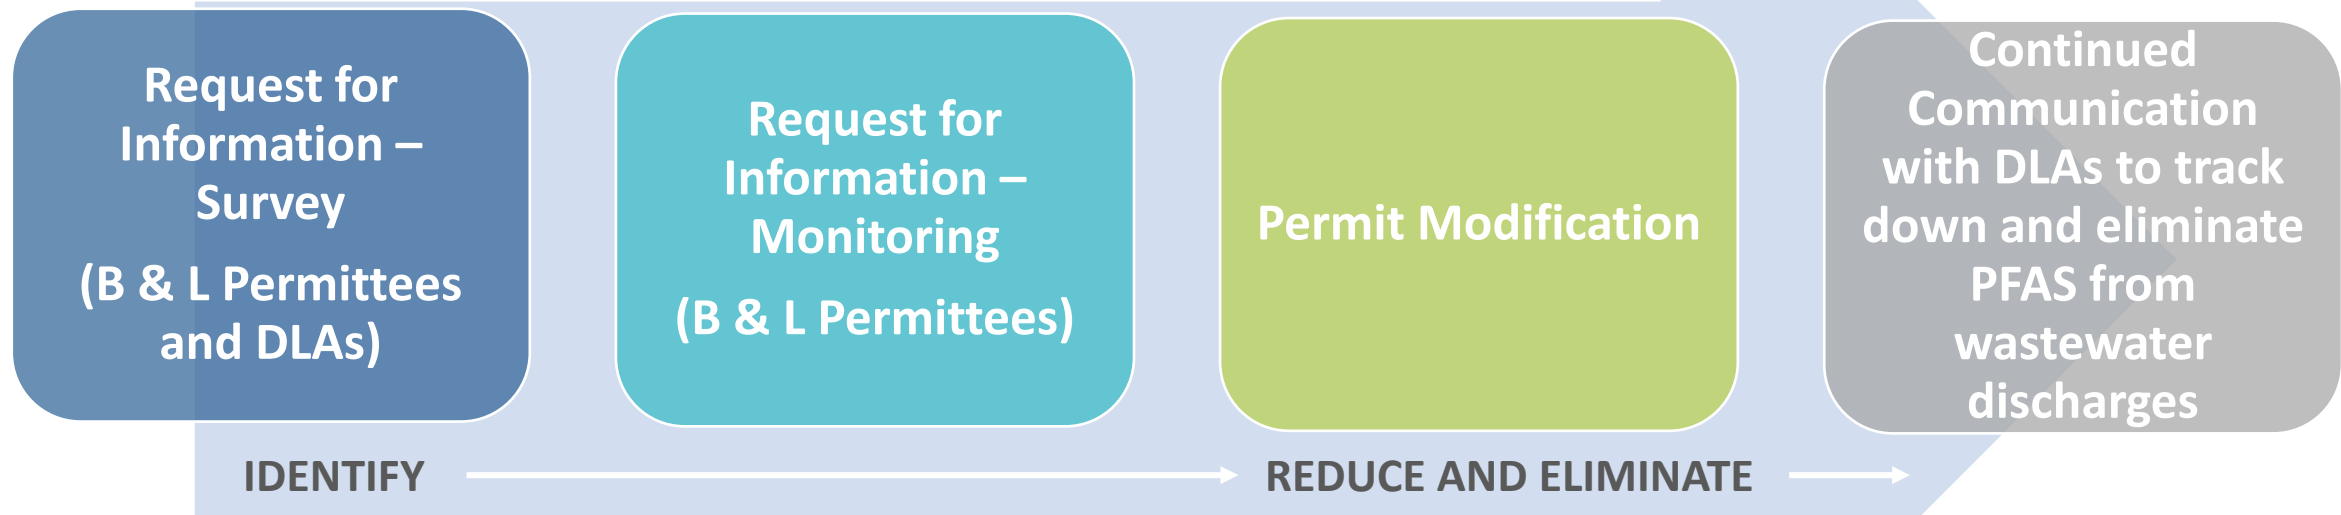 Request for
Information –
Survey
(B & L Permittees
and DLAs)
Request for
Information –
Monitoring
(B & L Permittees)
Permit Modification
Continued
Communication
with DLAs to track
down and eliminate
PFAS from
wastewater
discharges
IDENTIFY
REDUCE AND ELIMINATE